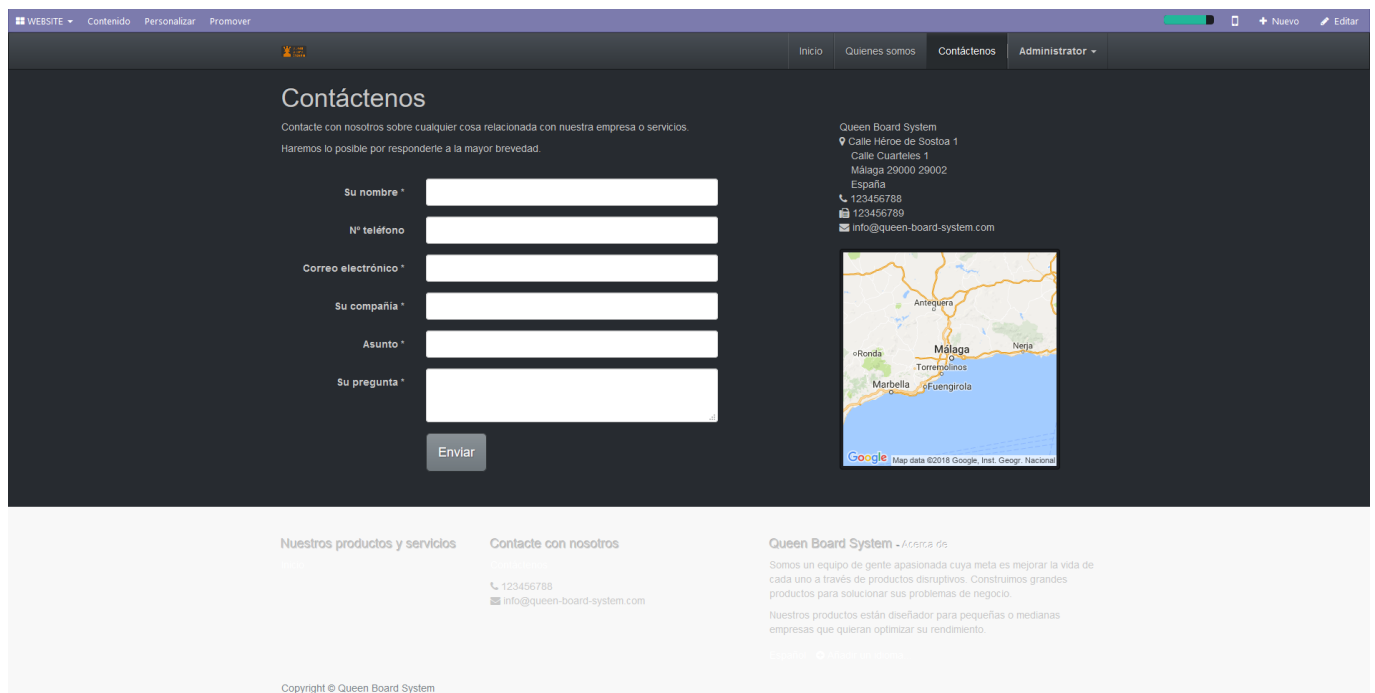 WEBSITE Contenido Personalizar Promover
Nuevo Editar
Inicio Quienes somos Contáctenos Administrator
Contáctenos
Contacte con nosotros sobre cualquier cosa relacionada con nuestra empresa o servicios.
Haremos lo posible por responderle a la mayor brevedad.
Su nombre *
Nº teléfono
Correo electrónico *
Su compañía *
Asunto *
Su pregunta *
Enviar
Queen Board System
Calle Héroe de Sostoa 1
Calle Cuarteles 1
Málaga 29000 29002
España
123456788
123456789
info@queen-board-system.com
Antequera
Ronda
Málaga
Nerja
Torremolinos
Marbella
Fuengirola
Google Map data ©2018 Google, Inst. Geogr. Nacional
Nuestros productos y servicios
Contacte con nosotros
123456788
info@queen-board-system.com
Queen Board System - Acerca de
Somos un equipo de gente apasionada cuya meta es mejorar la vida de
cada uno a través de productos disruptivos. Construimos grandes
productos para solucionar sus problemas de negocio.
Nuestros productos están diseñador para pequeñas o medianas
empresas que quieran optimizar su rendimiento.
Copyright © Queen Board System